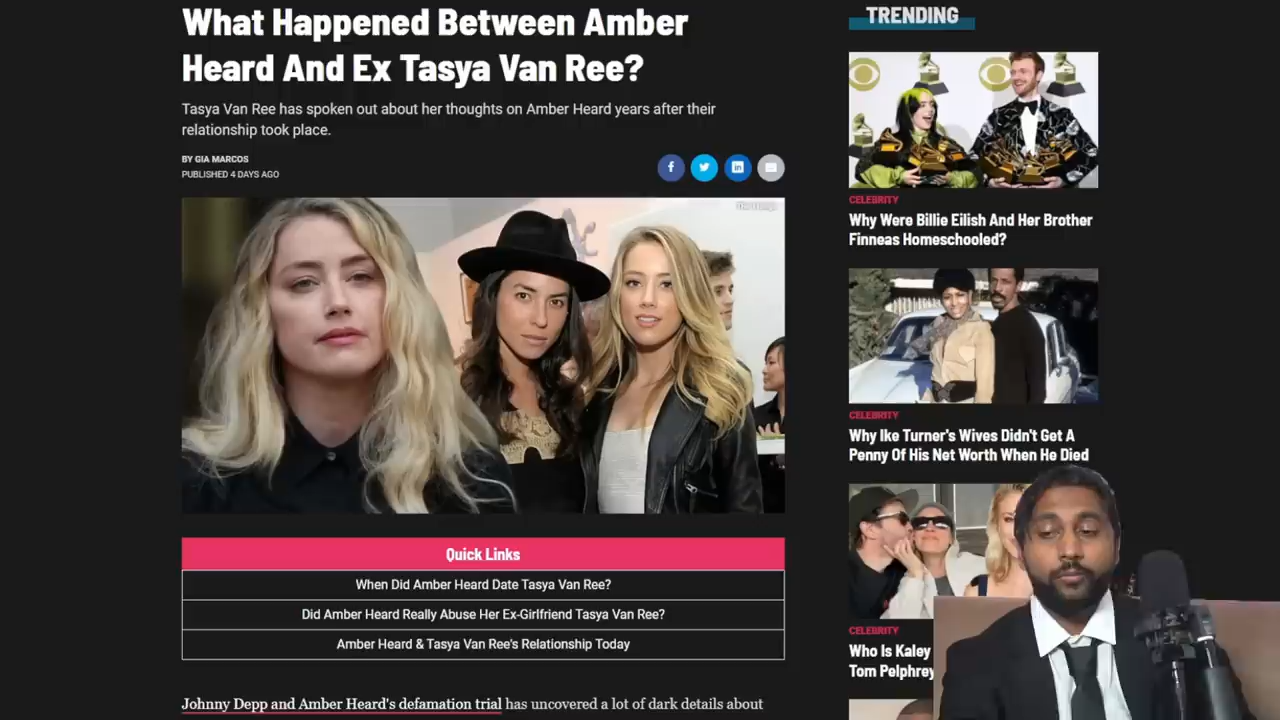 What Happened Between Amber
Heard And Ex Tasya Van Ree?
Tasya Van Ree has spoken out about her thoughts on Amber Heard years after their
relationship took place.
BY GIA MARCOS
PUBLISHED 4 DAYS AGO
Quick Links
When Did Amber Heard Date Tasya Van Ree?
Did Amber Heard Really Abuse Her Ex-Girlfriend Tasya Van Ree?
Amber Heard & Tasya Van Ree's Relationship Today
Johnny Depp and Amber Heard's defamation trial has uncovered a lot of dark details about
TRENDING
CELEBRITY
Why Were Billie Eilish And Her Brother
Finneas Homeschooled?
CELEBRITY
Why Ike Turner's Wives Didn't Get A
Penny Of His Net Worth When He Died
CELEBRITY
Who Is Kaley
Tom Pelphrey